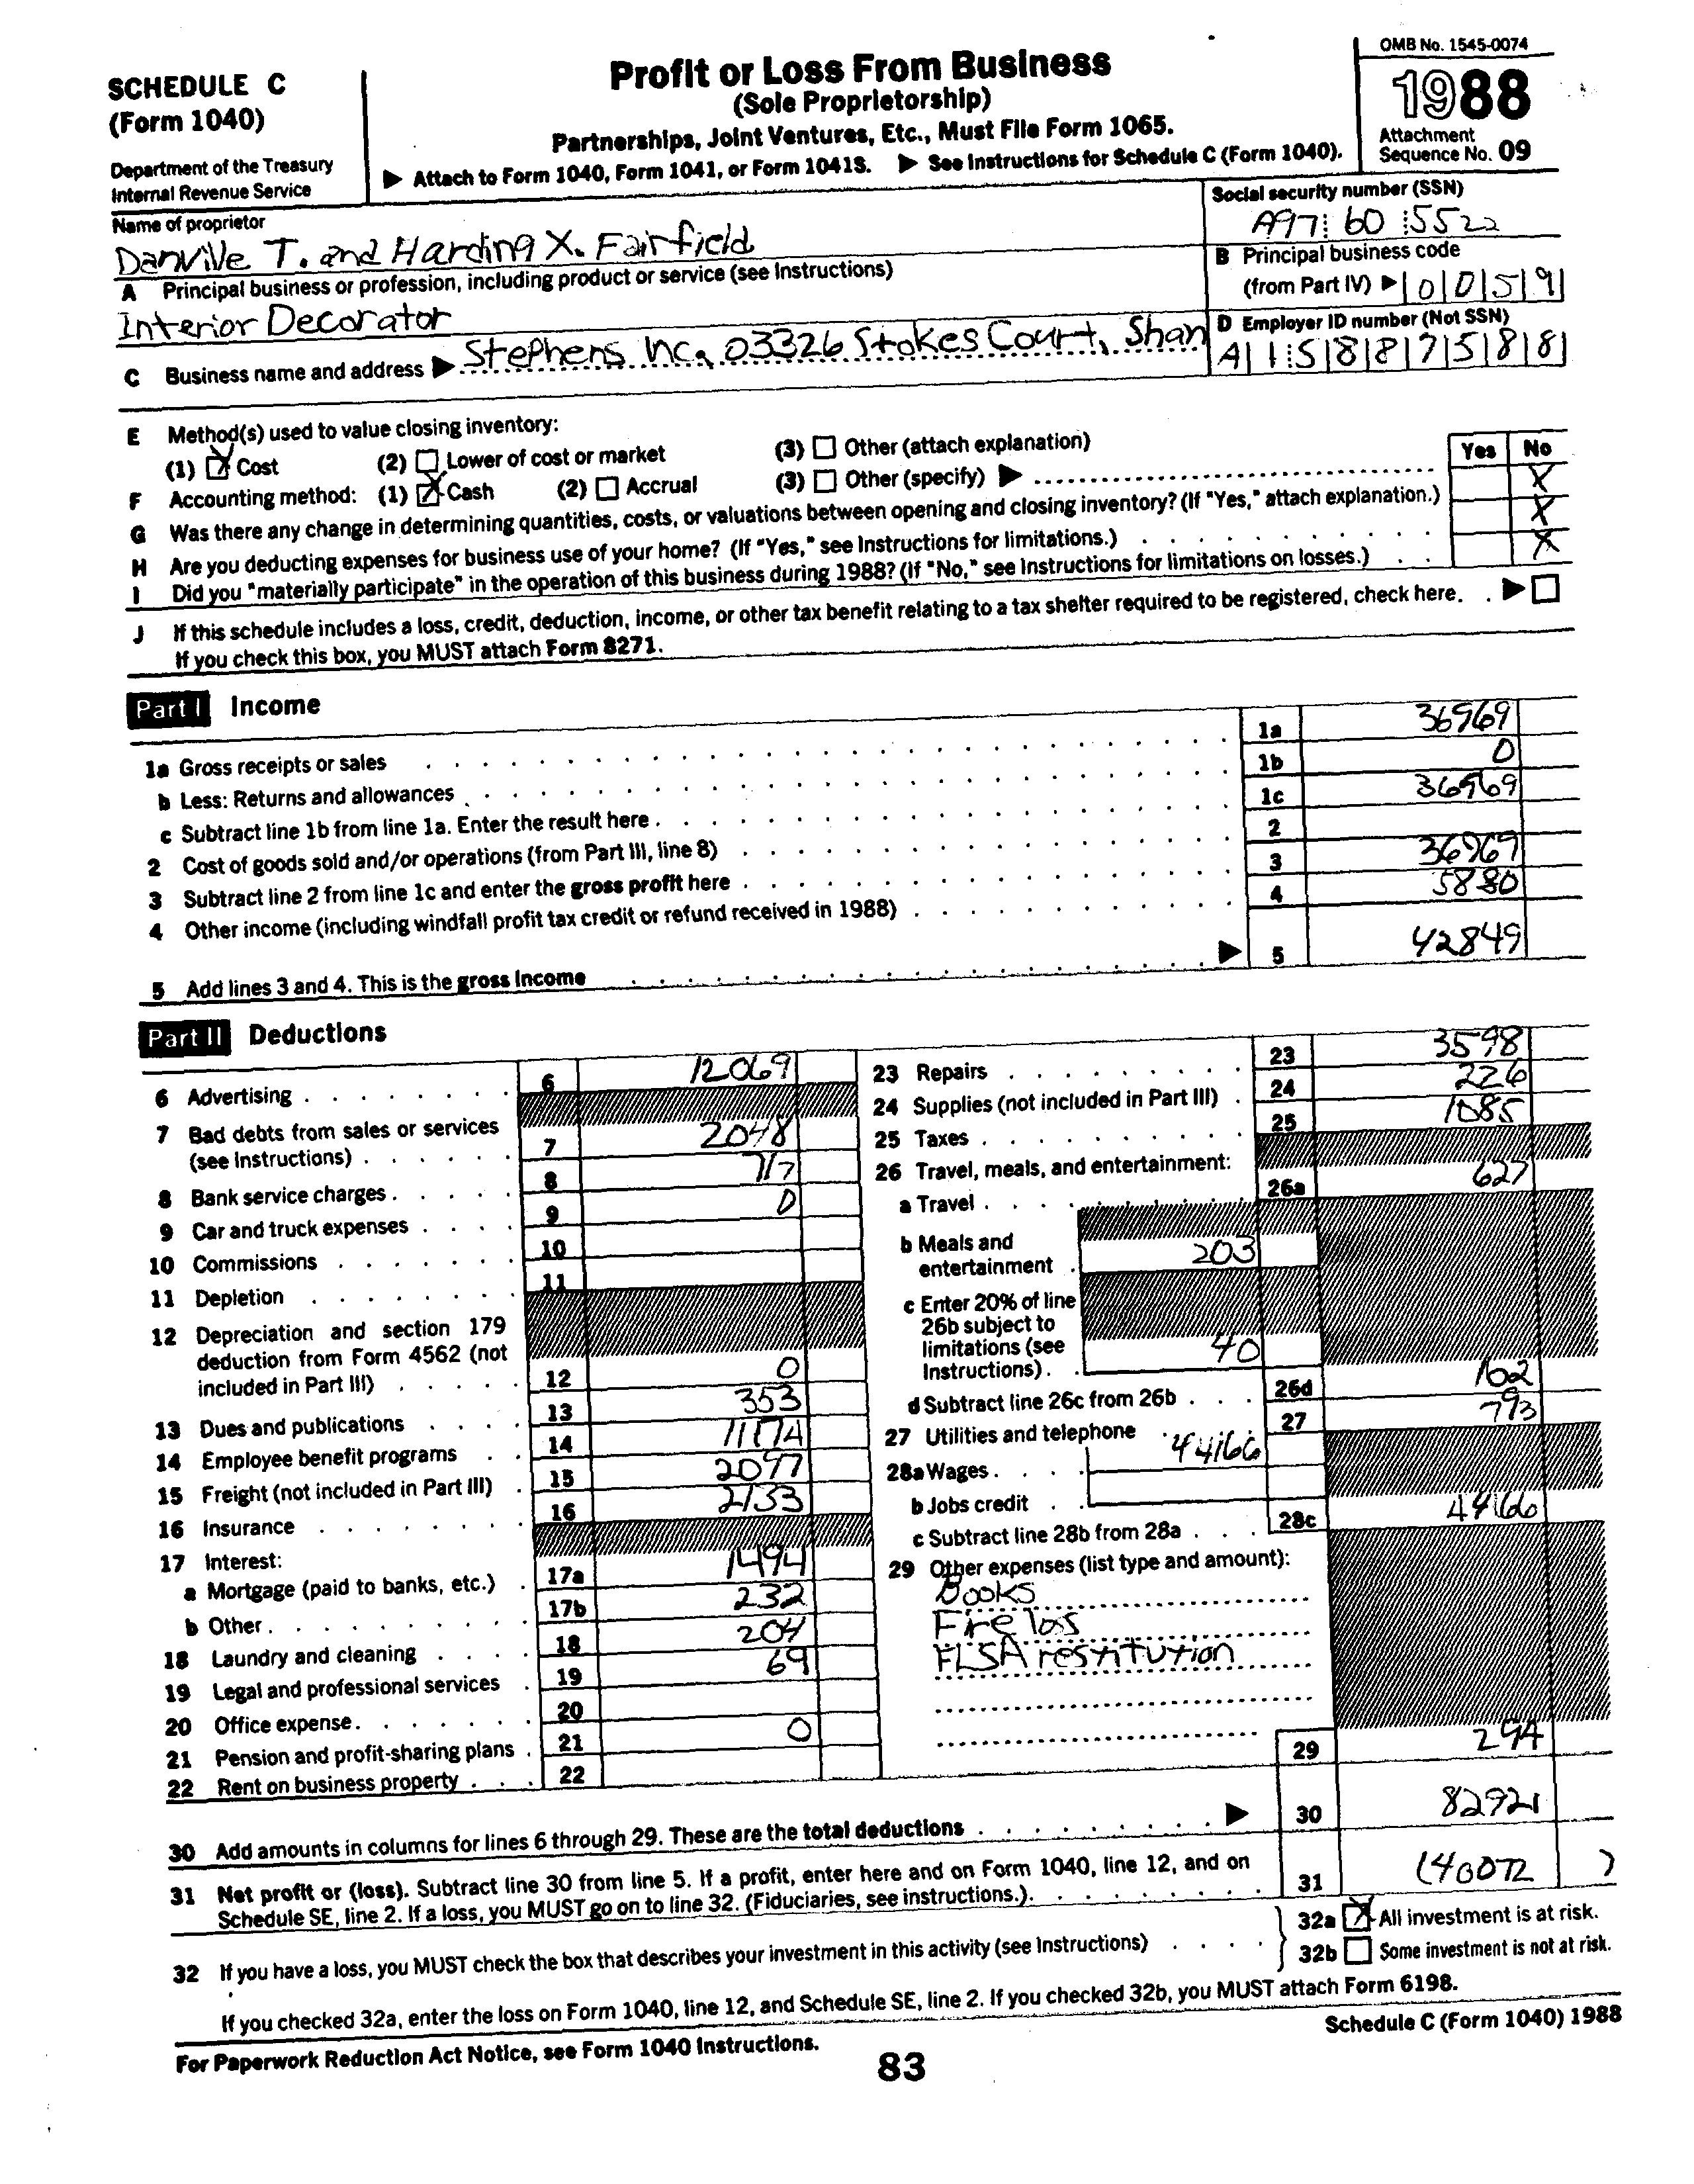 SCHEDULE C
(Form 1040)
Department of the Treasury
Internal Revenue Service
Profit or Loss From Business
(Sole Proprietorship)
Partnerships, Joint Ventures, Etc., Must File Form 1065.
▶ Attach to Form 1040, Form 1041, or Form 1041S. ▶ See Instructions for Schedule C (Form 1040).
OMB No. 1545-0074
1988
Attachment
Sequence No. 09
Name of proprietor
Danville T. and Harding X. Fairfield
Social security number (SSN)
A97 60 5522
A Principal business or profession, including product or service (see Instructions)
Interior Decorator
B Principal business code
(from Part IV) ▶ 0 0 5 9
C Business name and address ▶ Stephens Inc, 03326 Stokes Court, Shan
D Employer ID number (Not SSN)
A 1 5 8 8 7 5 8 8
E Method(s) used to value closing inventory:
(1) X Cost (2) Lower of cost or market (3) Other (attach explanation)
F Accounting method: (1) X Cash (2) Accrual (3) Other (specify) ▶
Yes No
G Was there any change in determining quantities, costs, or valuations between opening and closing inventory? (If "Yes," attach explanation.) X
H Are you deducting expenses for business use of your home? (If "Yes," see Instructions for limitations.) X
I Did you "materially participate" in the operation of this business during 1988? (If "No," see Instructions for limitations on losses.) X
J If this schedule includes a loss, credit, deduction, income, or other tax benefit relating to a tax shelter required to be registered, check here. ▶
If you check this box, you MUST attach Form 8271.
Part I Income
1a Gross receipts or sales 1a 36969
b Less: Returns and allowances 1b 0
c Subtract line 1b from line 1a. Enter the result here 1c 36969
2 Cost of goods sold and/or operations (from Part III, line 8) 2
3 Subtract line 2 from line 1c and enter the gross profit here 3 36969
4 Other income (including windfall profit tax credit or refund received in 1988) 4 5880
5 Add lines 3 and 4. This is the gross income ▶ 5 42849
Part II Deductions
6 Advertising 6 12069
7 Bad debts from sales or services
(see Instructions) 7 2048
8 Bank service charges 8 717
9 Car and truck expenses 9 0
10 Commissions 10
11 Depletion 11
12 Depreciation and section 179
deduction from Form 4562 (not
included in Part III) 12 0
13 Dues and publications 13 353
14 Employee benefit programs 14 11174
15 Freight (not included in Part III) 15 2097
16 Insurance 16 2133
17 Interest:
a Mortgage (paid to banks, etc.) 17a 1494
b Other 17b 232
18 Laundry and cleaning 18 204
19 Legal and professional services 19 69
20 Office expense 20
21 Pension and profit-sharing plans 21 0
22 Rent on business property 22
23 Repairs 23 3598
24 Supplies (not included in Part III) 24 226
25 Taxes 25 1085
26 Travel, meals, and entertainment:
a Travel 26a 627
b Meals and
entertainment 203
c Enter 20% of line
26b subject to
limitations (see
Instructions) 40
d Subtract line 26c from 26b 26d 162
27 Utilities and telephone 27 793
28a Wages 44166
b Jobs credit
c Subtract line 28b from 28a 28c 44166
29 Other expenses (list type and amount):
Books
Fire loss
FLSA restitution
29 294
30 Add amounts in columns for lines 6 through 29. These are the total deductions ▶ 30 82921
31 Net profit or (loss). Subtract line 30 from line 5. If a profit, enter here and on Form 1040, line 12, and on
Schedule SE, line 2. If a loss, you MUST go on to line 32. (Fiduciaries, see instructions.) 31 (40072)
32 If you have a loss, you MUST check the box that describes your investment in this activity (see Instructions)
32a X All investment is at risk.
32b Some investment is not at risk.
If you checked 32a, enter the loss on Form 1040, line 12, and Schedule SE, line 2. If you checked 32b, you MUST attach Form 6198.
For Paperwork Reduction Act Notice, see Form 1040 Instructions.
Schedule C (Form 1040) 1988
83